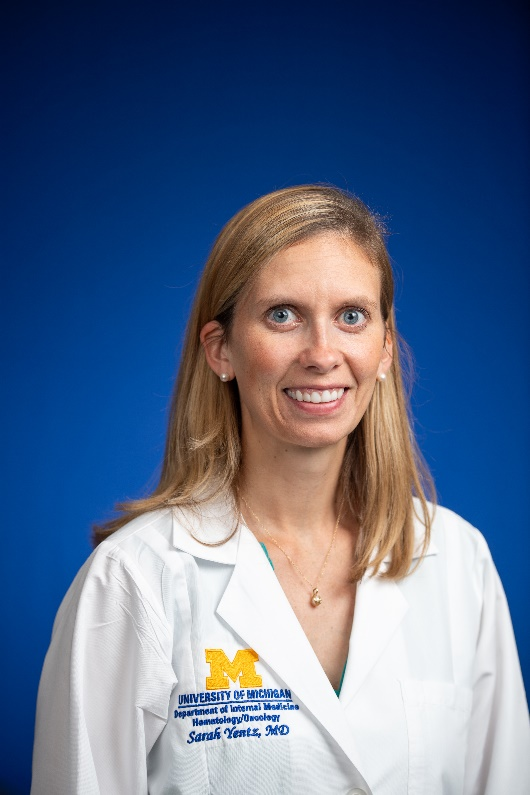 M
UNIVERSITY OF MICHIGAN
Department of Internal Medicine
Hematology/Oncology
Sarah Yentz, MD